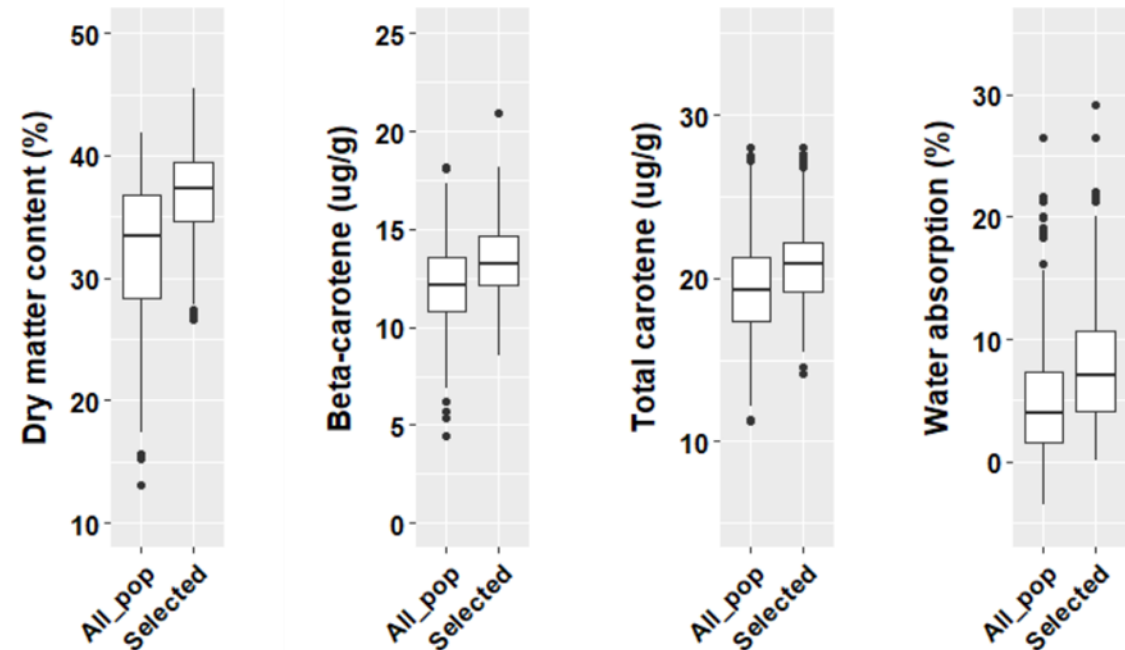 Dry matter content (%)
50
40
30
20
10
All_pop
Selected
Beta-carotene (ug/g)
25
20
15
10
5
0
All_pop
Selected
Total carotene (ug/g)
30
20
10
All_pop
Selected
Water absorption (%)
30
20
10
0
All_pop
Selected